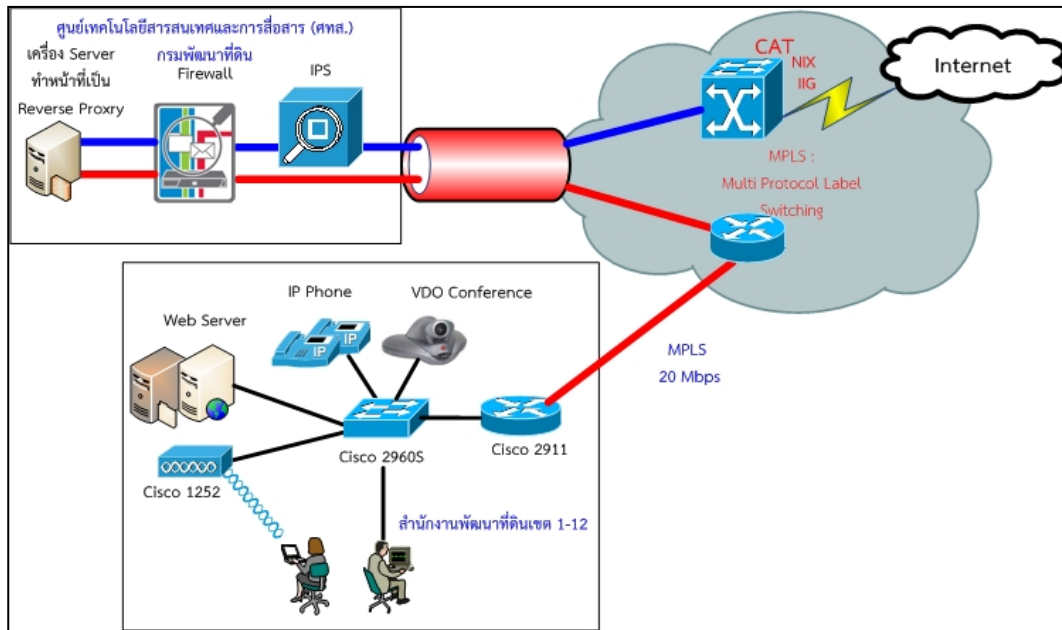 ศูนย์เทคโนโลยีสารสนเทศและการสื่อสาร (ศทส.)
กรมพัฒนาที่ดิน
เครื่อง Server
ทำหน้าที่เป็น
Reverse Proxry
Firewall
IPS
CAT
NIX
IIG
Internet
MPLS :
Multi Protocol Label
Switching
IP Phone
VDO Conference
Web Server
IP
IP
MPLS
20 Mbps
Cisco 2960S
Cisco 2911
Cisco 1252
สำนักงานพัฒนาที่ดินเขต 1-12